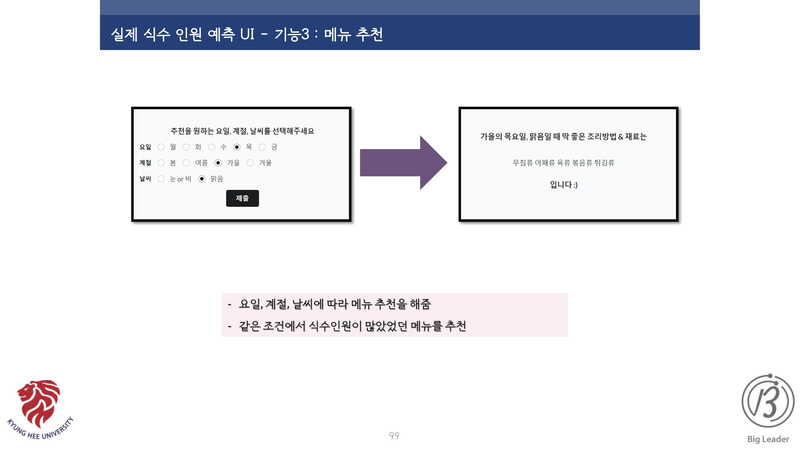 실제 식수 인원 예측 UI - 기능3 : 메뉴 추천
추천을 원하는 요일, 계절, 날씨를 선택해주세요
요일 월 화 수 목 금
계절 봄 여름 가을 겨울
날씨 눈 or 비 맑음
제출
가을의 목요일, 맑음일 때 딱 좋은 조리방법 & 재료는
무침류 야채류 육류 볶음류 튀김류
입니다 :)
- 요일, 계절, 날씨에 따라 메뉴 추천을 해줌
- 같은 조건에서 식수인원이 많았었던 메뉴를 추천
KYUNG HEE UNIVERSITY
99
Big Leader